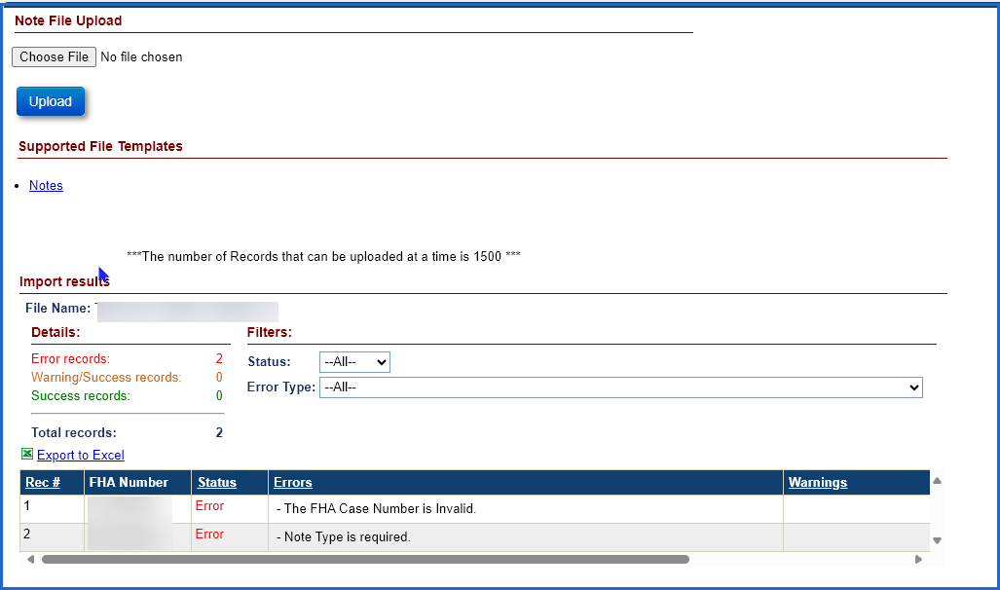 Note File Upload
Choose File No file chosen
Upload
Supported File Templates
Notes
***The number of Records that can be uploaded at a time is 1500 ***
Import results
File Name:
Details:
Error records: 2
Warning/Success records: 0
Success records: 0
Total records: 2
Filters:
Status: --All--
Error Type: --All--
Export to Excel
Rec # FHA Number Status Errors Warnings
1 Error - The FHA Case Number is Invalid.
2 Error - Note Type is required.